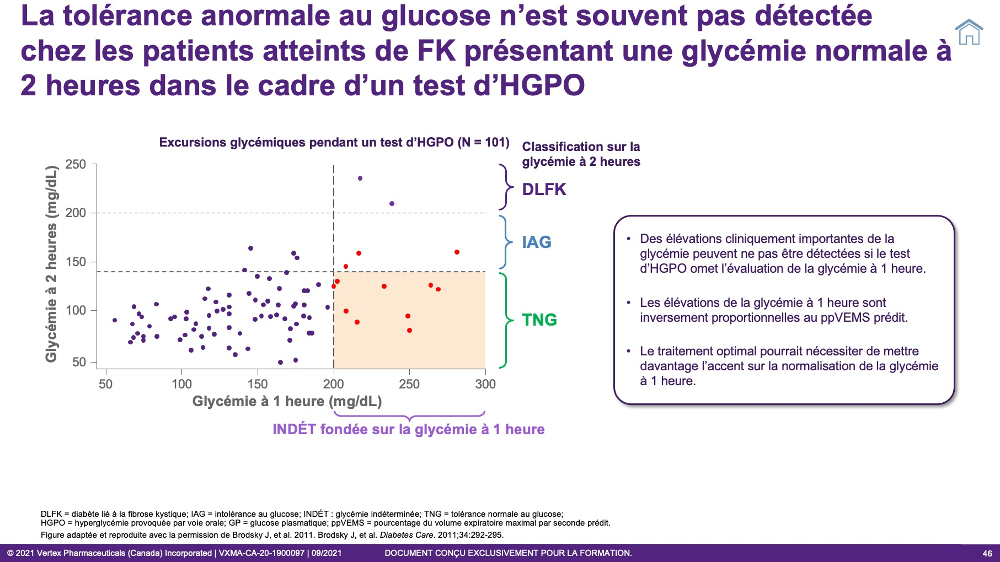 La tolérance anormale au glucose n’est souvent pas détectée
chez les patients atteints de FK présentant une glycémie normale à
2 heures dans le cadre d’un test d’HGPO
Excursions glycémiques pendant un test d’HGPO (N = 101)
Classification sur la
glycémie à 2 heures
Glycémie à 2 heures (mg/dL)
250
200
150
100
50
DLFK
IAG
TNG
50 100 150 200 250 300
Glycémie à 1 heure (mg/dL)
INDÉT fondée sur la glycémie à 1 heure
• Des élévations cliniquement importantes de la
glycémie peuvent ne pas être détectées si le test
d’HGPO omet l’évaluation de la glycémie à 1 heure.
• Les élévations de la glycémie à 1 heure sont
inversement proportionnelles au ppVEMS prédit.
• Le traitement optimal pourrait nécessiter de mettre
davantage l’accent sur la normalisation de la glycémie
à 1 heure.
DLFK = diabète lié à la fibrose kystique; IAG = intolérance au glucose; INDÉT : glycémie indéterminée; TNG = tolérance normale au glucose;
HGPO = hyperglycémie provoquée par voie orale; GP = glucose plasmatique; ppVEMS = pourcentage du volume expiratoire maximal par seconde prédit.
Figure adaptée et reproduite avec la permission de Brodsky J, et al. 2011. Brodsky J, et al. Diabetes Care. 2011;34:292-295.
© 2021 Vertex Pharmaceuticals (Canada) Incorporated | VXMA-CA-20-1900097 | 09/2021
DOCUMENT CONÇU EXCLUSIVEMENT POUR LA FORMATION.
46